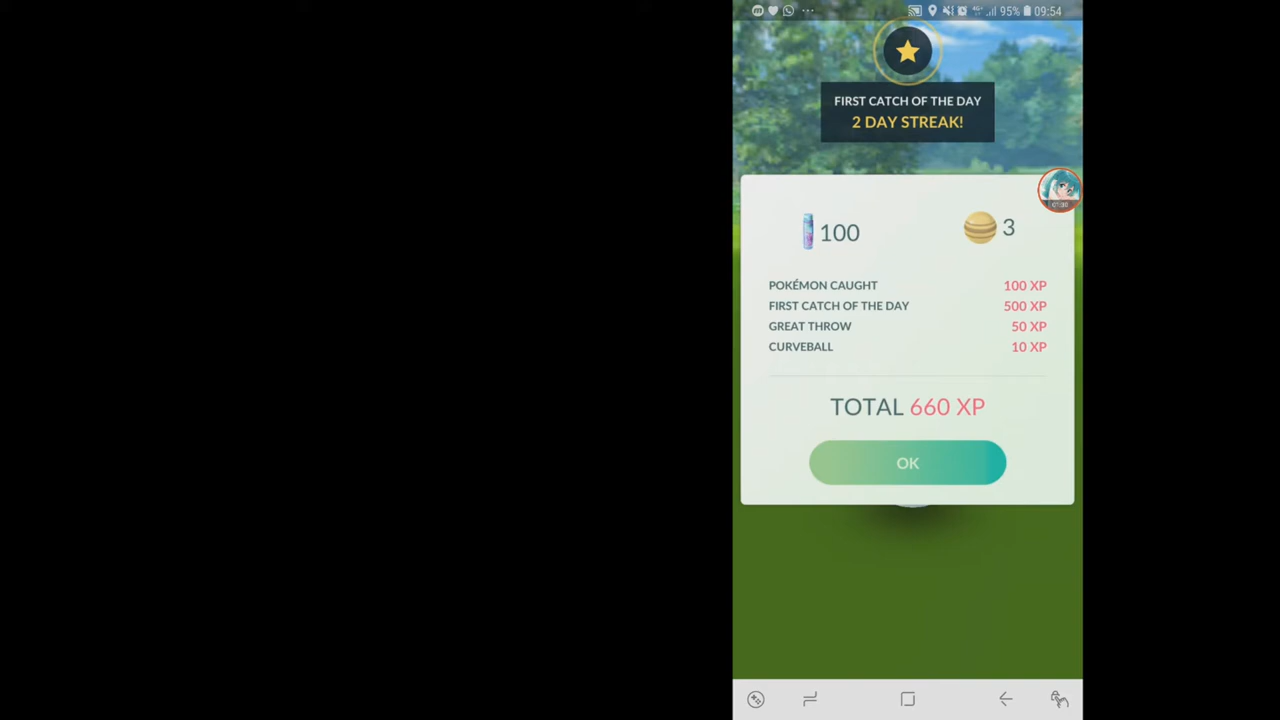 4G+ 95% 09:54
FIRST CATCH OF THE DAY
2 DAY STREAK!
100 3
POKÉMON CAUGHT 100 XP
FIRST CATCH OF THE DAY 500 XP
GREAT THROW 50 XP
CURVEBALL 10 XP
TOTAL 660 XP
OK